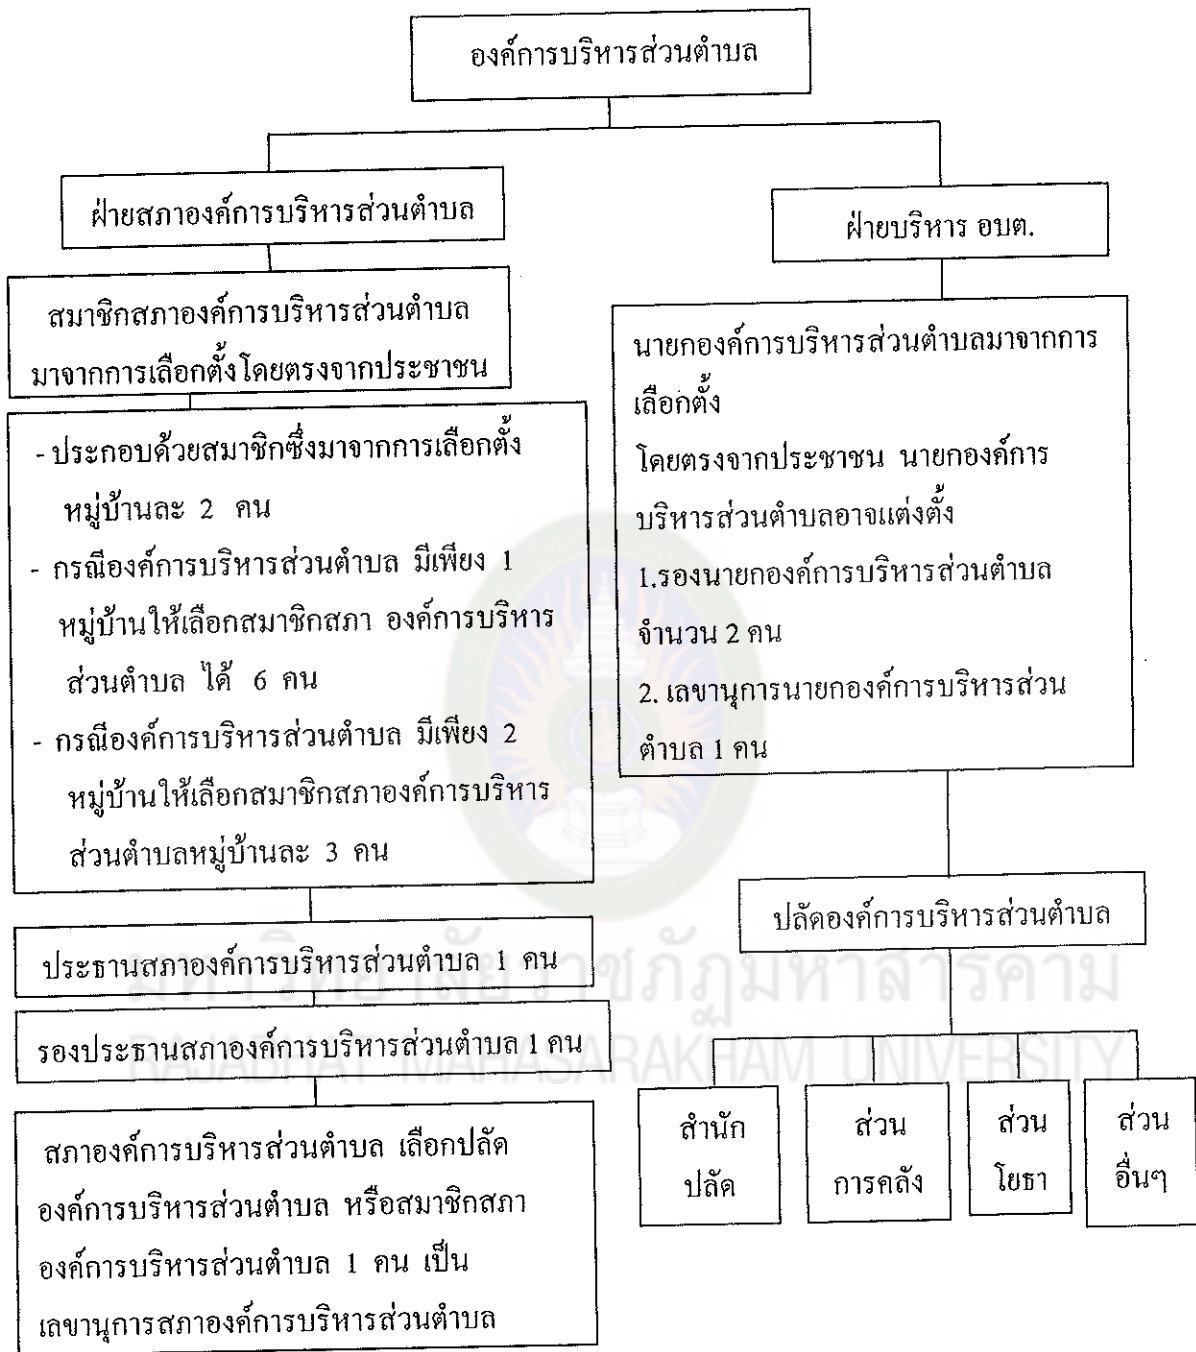 องค์การบริหารส่วนตำบล
ฝ่ายสภาองค์การบริหารส่วนตำบล
สมาชิกสภาองค์การบริหารส่วนตำบล
มาจากการเลือกตั้งโดยตรงจากประชาชน
- ประกอบด้วยสมาชิกซึ่งมาจากการเลือกตั้ง
หมู่บ้านละ 2 คน
- กรณีองค์การบริหารส่วนตำบล มีเพียง 1
หมู่บ้านให้เลือกสมาชิกสภา องค์การบริหาร
ส่วนตำบล ได้ 6 คน
- กรณีองค์การบริหารส่วนตำบล มีเพียง 2
หมู่บ้านให้เลือกสมาชิกสภาองค์การบริหาร
ส่วนตำบลหมู่บ้านละ 3 คน
ประธานสภาองค์การบริหารส่วนตำบล 1 คน
รองประธานสภาองค์การบริหารส่วนตำบล 1 คน
สภาองค์การบริหารส่วนตำบล เลือกปลัด
องค์การบริหารส่วนตำบล หรือสมาชิกสภา
องค์การบริหารส่วนตำบล 1 คน เป็น
เลขานุการสภาองค์การบริหารส่วนตำบล
ฝ่ายบริหาร อบต.
นายกองค์การบริหารส่วนตำบลมาจากการ
เลือกตั้ง
โดยตรงจากประชาชน นายกองค์การ
บริหารส่วนตำบลอาจแต่งตั้ง
1.รองนายกองค์การบริหารส่วนตำบล
จำนวน 2 คน
2. เลขานุการนายกองค์การบริหารส่วน
ตำบล 1 คน
ปลัดองค์การบริหารส่วนตำบล
สำนัก
ปลัด
ส่วน
การคลัง
ส่วน
โยธา
ส่วน
อื่นๆ
มหาวิทยาลัยราชภัฏมหาสารคาม
RAJABHAT MAHASARAKHAM UNIVERSITY